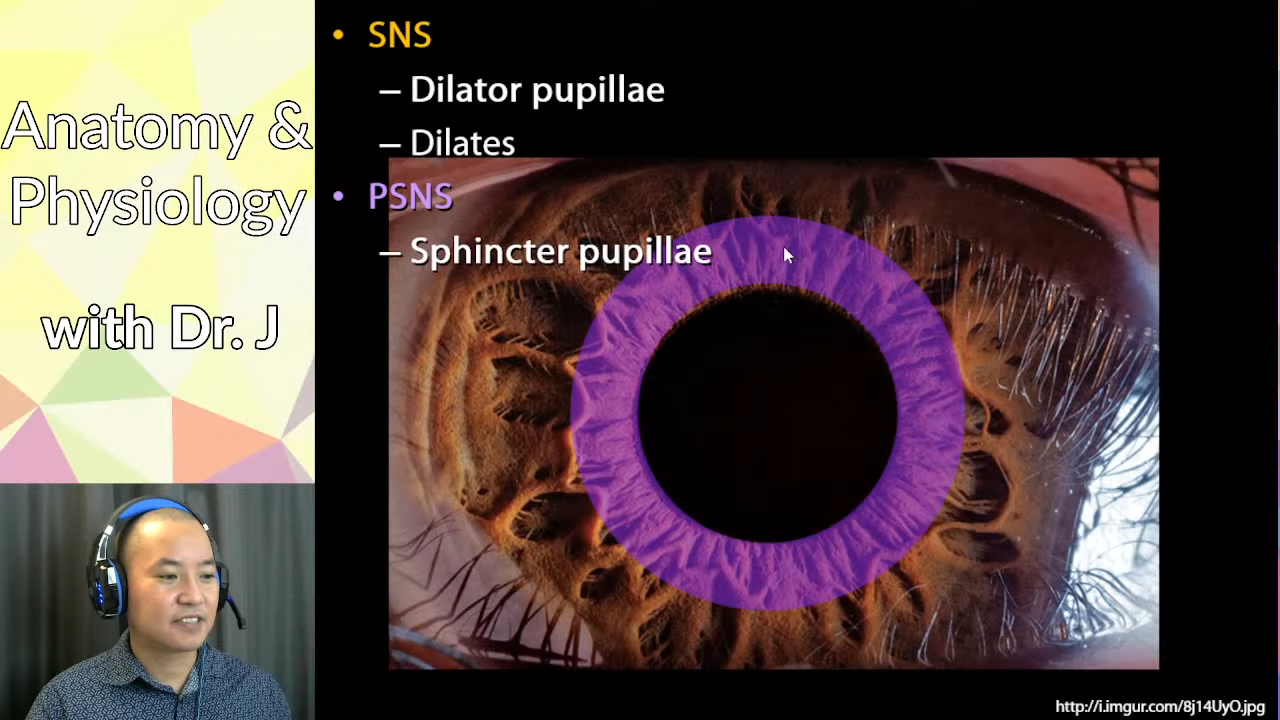 Anatomy &
Physiology
with Dr. J
• SNS
– Dilator pupillae
– Dilates
• PSNS
– Sphincter pupillae
http://i.imgur.com/8j14UyO.jpg